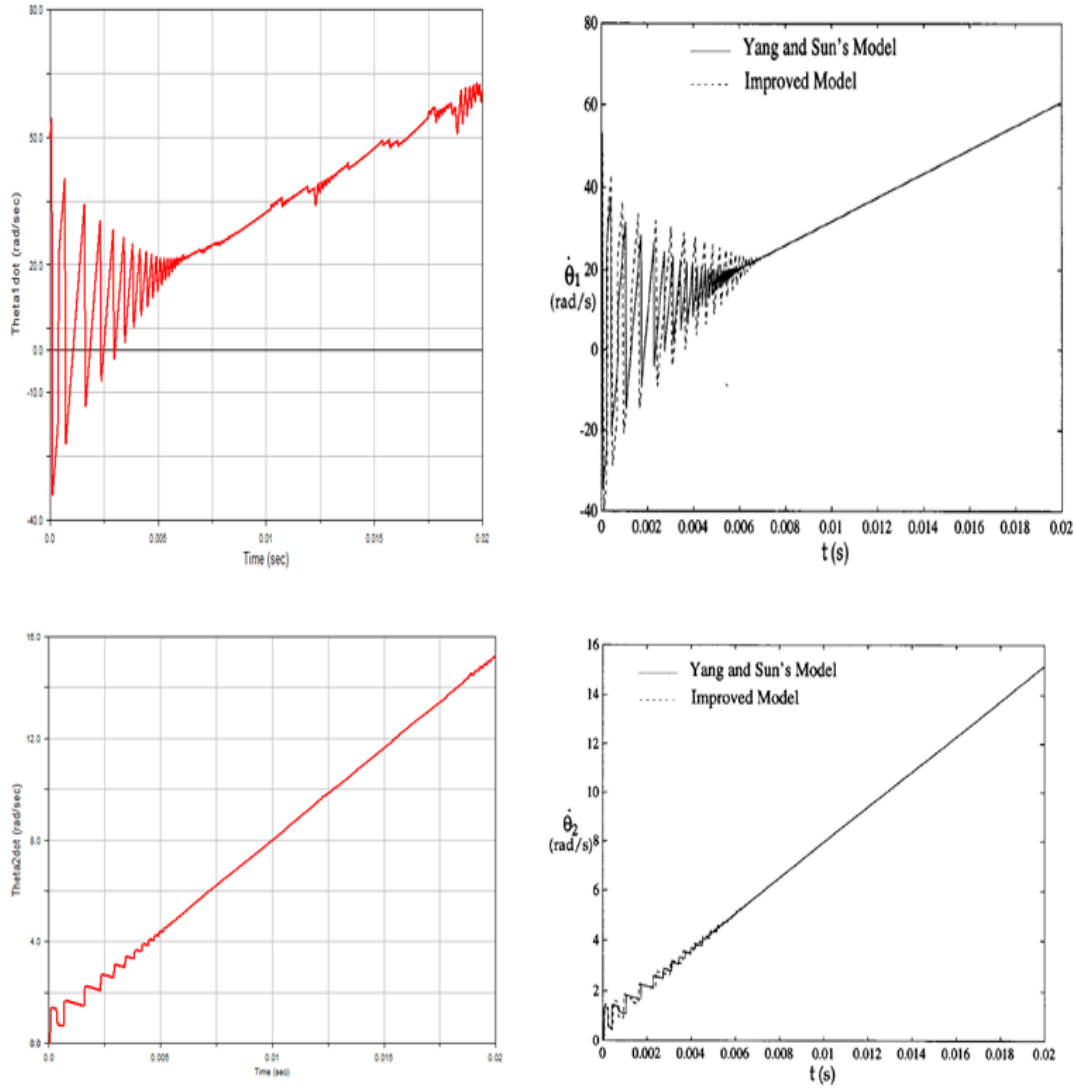 80.0
50.0
20.0
0.0
-10.0
-40.0
Theta1dot (rad/sec)
0.0
0.005
0.01
0.015
0.02
Time (sec)
80
60
40
20
0
-20
-40
θ̇1
(rad/s)
Yang and Sun's Model
Improved Model
0
0.002 0.004 0.006 0.008 0.01 0.012 0.014 0.016 0.018 0.02
t (s)
16.0
12.0
8.0
4.0
0.0
Theta2dot (rad/sec)
0.0
0.005
0.01
0.015
0.02
Time (sec)
16
14
12
10
8
6
4
2
0
θ̇2
(rad/s)
Yang and Sun's Model
Improved Model
0
0.002 0.004 0.006 0.008 0.01 0.012 0.014 0.016 0.018 0.02
t (s)